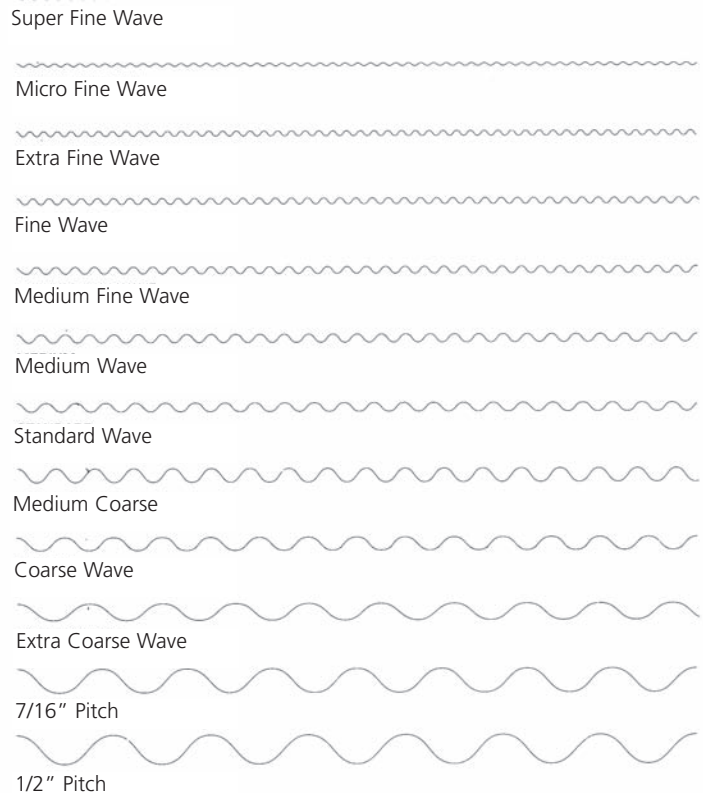 Super Fine Wave
Micro Fine Wave
Extra Fine Wave
Fine Wave
Medium Fine Wave
Medium Wave
Standard Wave
Medium Coarse
Coarse Wave
Extra Coarse Wave
7/16” Pitch
1/2” Pitch